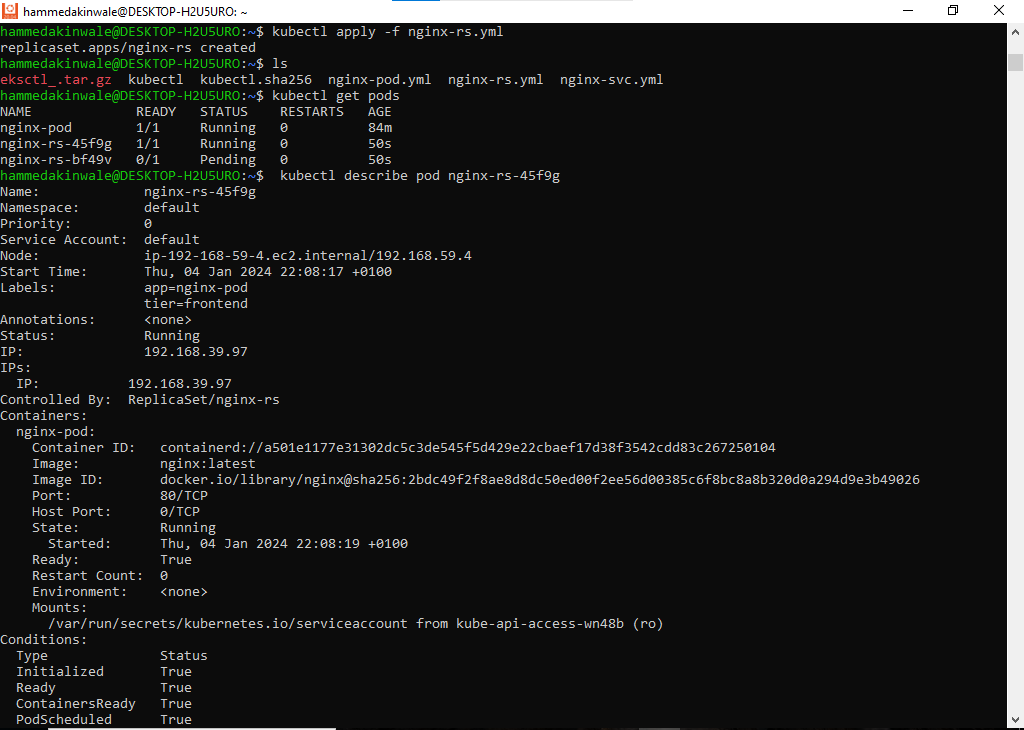 hammedakinwale@DESKTOP-H2U5URO: ~
hammedakinwale@DESKTOP-H2U5URO:~$ kubectl apply -f nginx-rs.yml
replicaset.apps/nginx-rs created
hammedakinwale@DESKTOP-H2U5URO:~$ ls
eksctl_.tar.gz  kubectl  kubectl.sha256  nginx-pod.yml  nginx-rs.yml  nginx-svc.yml
hammedakinwale@DESKTOP-H2U5URO:~$ kubectl get pods
NAME             READY   STATUS    RESTARTS   AGE
nginx-pod        1/1     Running   0          84m
nginx-rs-45f9g   1/1     Running   0          50s
nginx-rs-bf49v   0/1     Pending   0          50s
hammedakinwale@DESKTOP-H2U5URO:~$  kubectl describe pod nginx-rs-45f9g
Name:             nginx-rs-45f9g
Namespace:        default
Priority:         0
Service Account:  default
Node:             ip-192-168-59-4.ec2.internal/192.168.59.4
Start Time:       Thu, 04 Jan 2024 22:08:17 +0100
Labels:           app=nginx-pod
                  tier=frontend
Annotations:      <none>
Status:           Running
IP:               192.168.39.97
IPs:
  IP:           192.168.39.97
Controlled By:  ReplicaSet/nginx-rs
Containers:
  nginx-pod:
    Container ID:   containerd://a501e1177e31302dc5c3de545f5d429e22cbaef17d38f3542cdd83c267250104
    Image:          nginx:latest
    Image ID:       docker.io/library/nginx@sha256:2bdc49f2f8ae8d8dc50ed00f2ee56d00385c6f8bc8a8b320d0a294d9e3b49026
    Port:           80/TCP
    Host Port:      0/TCP
    State:          Running
      Started:      Thu, 04 Jan 2024 22:08:19 +0100
    Ready:          True
    Restart Count:  0
    Environment:    <none>
    Mounts:
      /var/run/secrets/kubernetes.io/serviceaccount from kube-api-access-wn48b (ro)
Conditions:
  Type              Status
  Initialized       True
  Ready             True
  ContainersReady   True
  PodScheduled      True